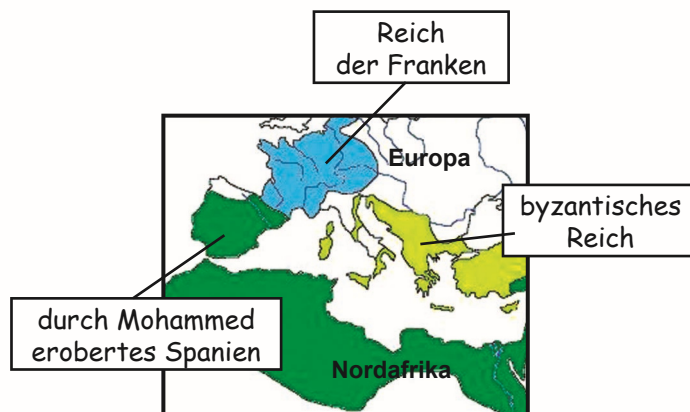 Reich
der Franken
Europa
byzantisches
Reich
durch Mohammed
erobertes Spanien
Nordafrika